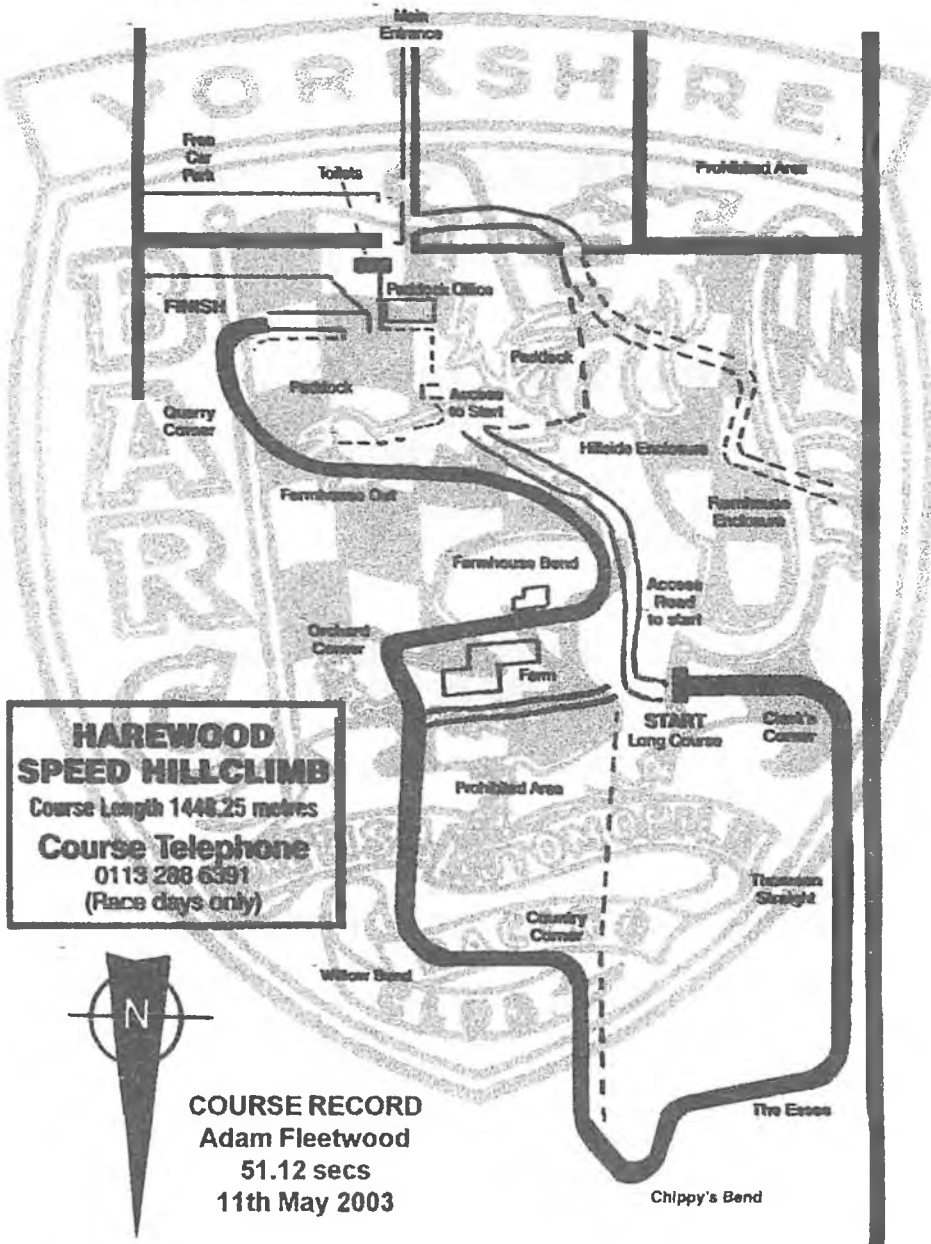 Main
Entrance
YORKSHIRE
Free
Car
Park
Toilets
Prohibited Area
FINISH
Paddock Office
Paddock
Paddock
Access
to Start
Quarry
Corner
Hillside Enclosure
Farmhouse Out
Farmhouse
Enclosure
Farmhouse Bend
Access
Road
to start
Orchard
Corner
Farm
START
Long Course
Clark's
Corner
BARC
HAREWOOD
SPEED HILLCLIMB
Course Length 1448.25 metres
Course Telephone
0113 288 6391
(Race days only)
Prohibited Area
Straight
Country
Corner
Willow Bend
N
COURSE RECORD
Adam Fleetwood
51.12 secs
11th May 2003
The Esses
Chippy's Bend